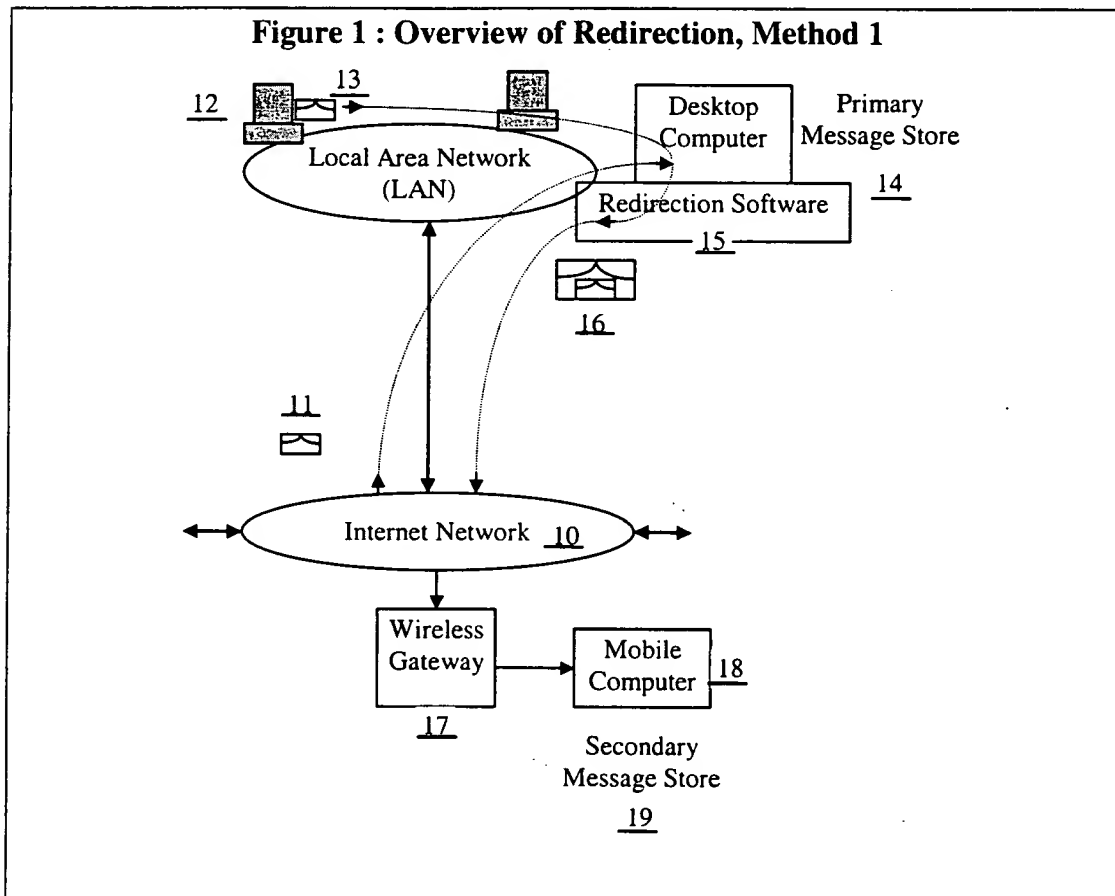 Figure 1 : Overview of Redirection, Method 1
12
13
Desktop
Computer
Primary
Message Store
14
Local Area Network
(LAN)
Redirection Software
15
16
11
Internet Network
10
Wireless
Gateway
17
Mobile
Computer
18
Secondary
Message Store
19